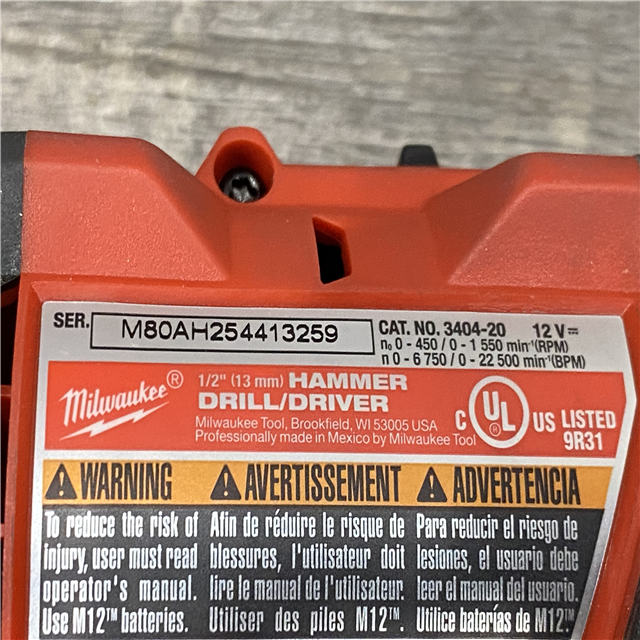 SER. M80AH254413259
CAT. NO. 3404-20 12 V⎓
n₀ 0 - 450 / 0 - 1 550 min⁻¹(RPM)
n 0 - 6 750 / 0 - 22 500 min⁻¹(BPM)
Milwaukee®
1/2" (13 mm) HAMMER
DRILL/DRIVER
Milwaukee Tool, Brookfield, WI 53005 USA
Professionally made in Mexico by Milwaukee Tool
C UL US LISTED
9R31
WARNING
To reduce the risk of
injury, user must read
operator's manual.
Use M12™ batteries.
AVERTISSEMENT
Afin de réduire le risque de
blessures, l'utilisateur doit
lire le manual de l'utilisateur.
Utiliser des piles M12™.
ADVERTENCIA
Para reducir el riesgo de
lesiones, el usuario debe
leer el manual del usuario.
Utilice baterías de M12™.